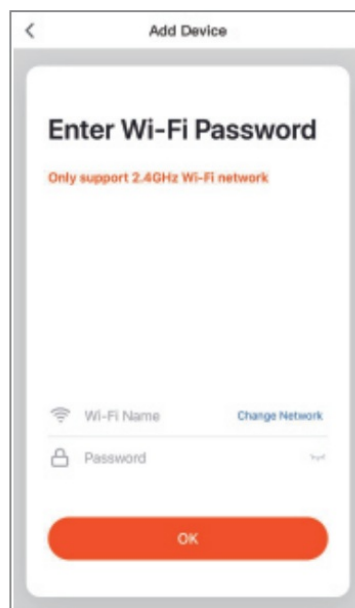 Add Device
Enter Wi-Fi Password
Only support 2.4GHz Wi-Fi network
Wi-Fi Name Change Network
Password
OK